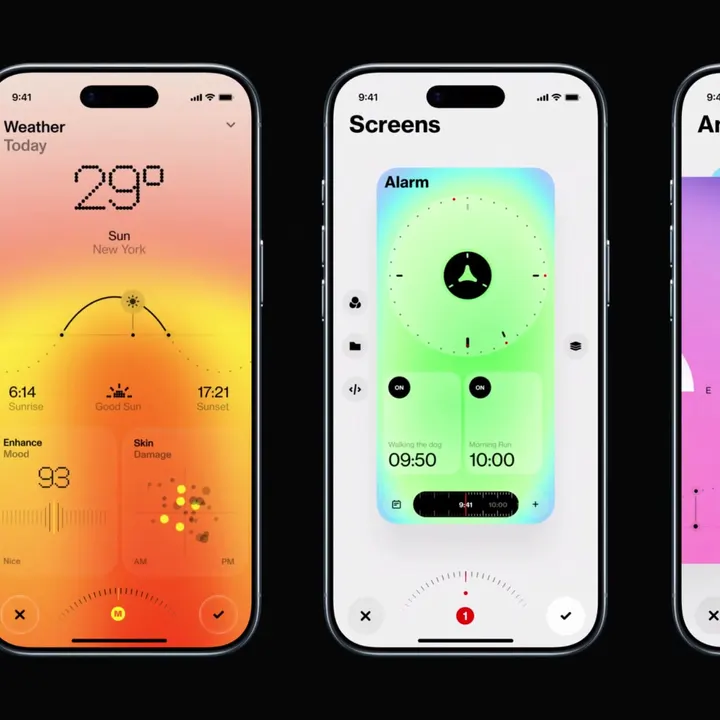 9:41
Weather
Today
29º
Sun
New York
6:14
Sunrise
Good Sun
17:21
Sunset
Enhance
Mood
93
Nice
Skin
Damage
AM
PM
M
9:41
Screens
Alarm
ON
Walking the dog
09:50
ON
Morning Run
10:00
9:41
10:00
1
9:4
Ar
E